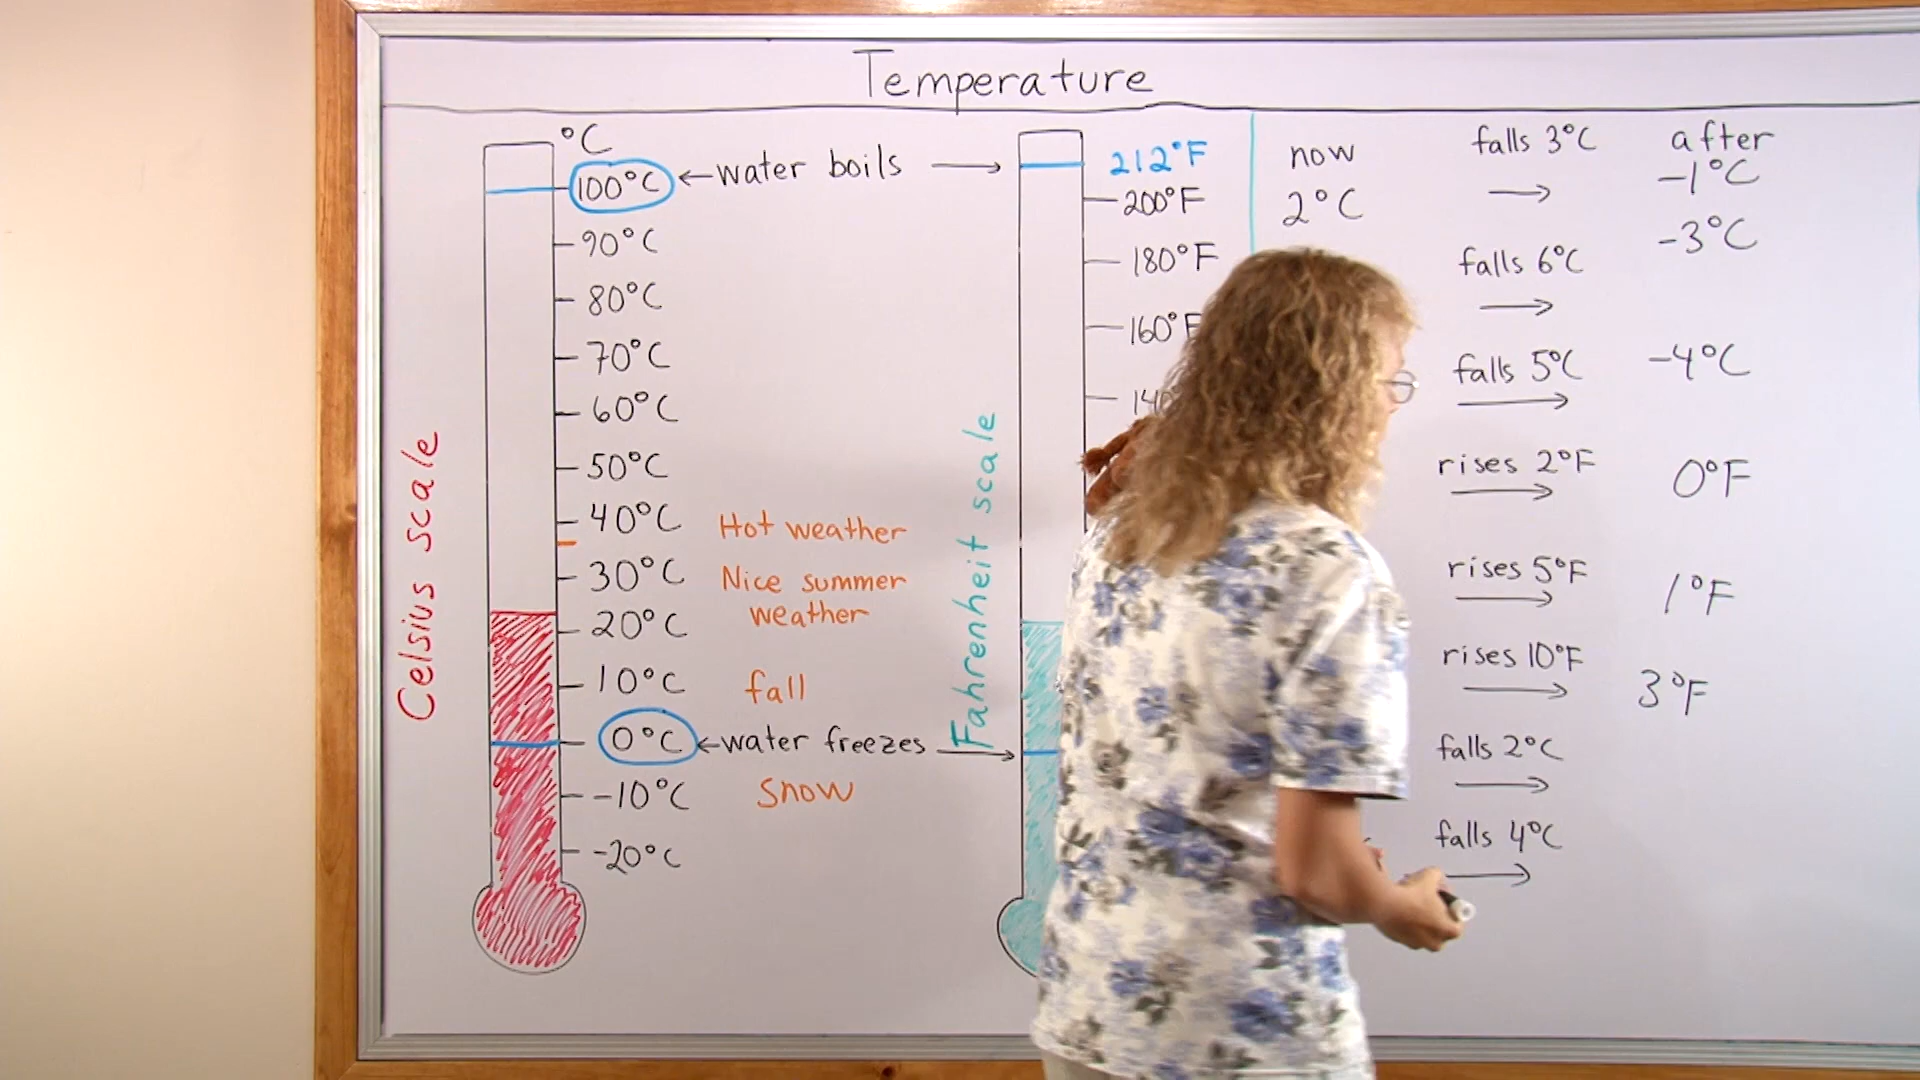 Temperature
°C
100°C ← water boils →
90°C
80°C
70°C
60°C
50°C
40°C
30°C
20°C
10°C
0°C ← water freezes →
-10°C
-20°C
Celsius scale
Hot weather
Nice summer
weather
fall
snow
Fahrenheit scale
212°F
200°F
180°F
160°F
now
2°C
falls 3°C
→
falls 6°C
→
falls 5°C
→
rises 2°F
→
rises 5°F
→
rises 10°F
→
falls 2°C
→
falls 4°C
→
after
-1°C
-3°C
-4°C
0°F
1°F
3°F